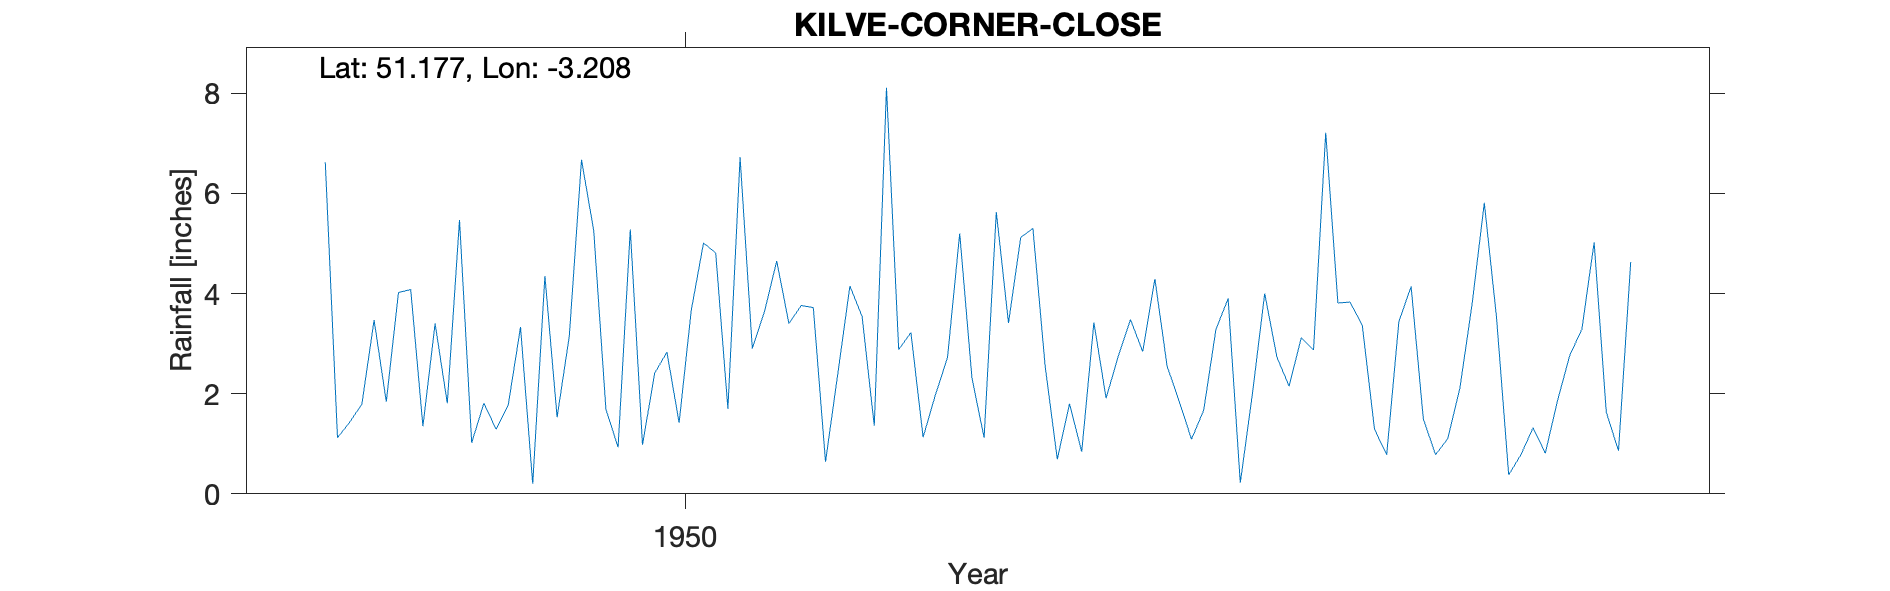 KILVE-CORNER-CLOSE
Lat: 51.177, Lon: -3.208
8
6
4
2
0
Rainfall [inches]
1950
Year